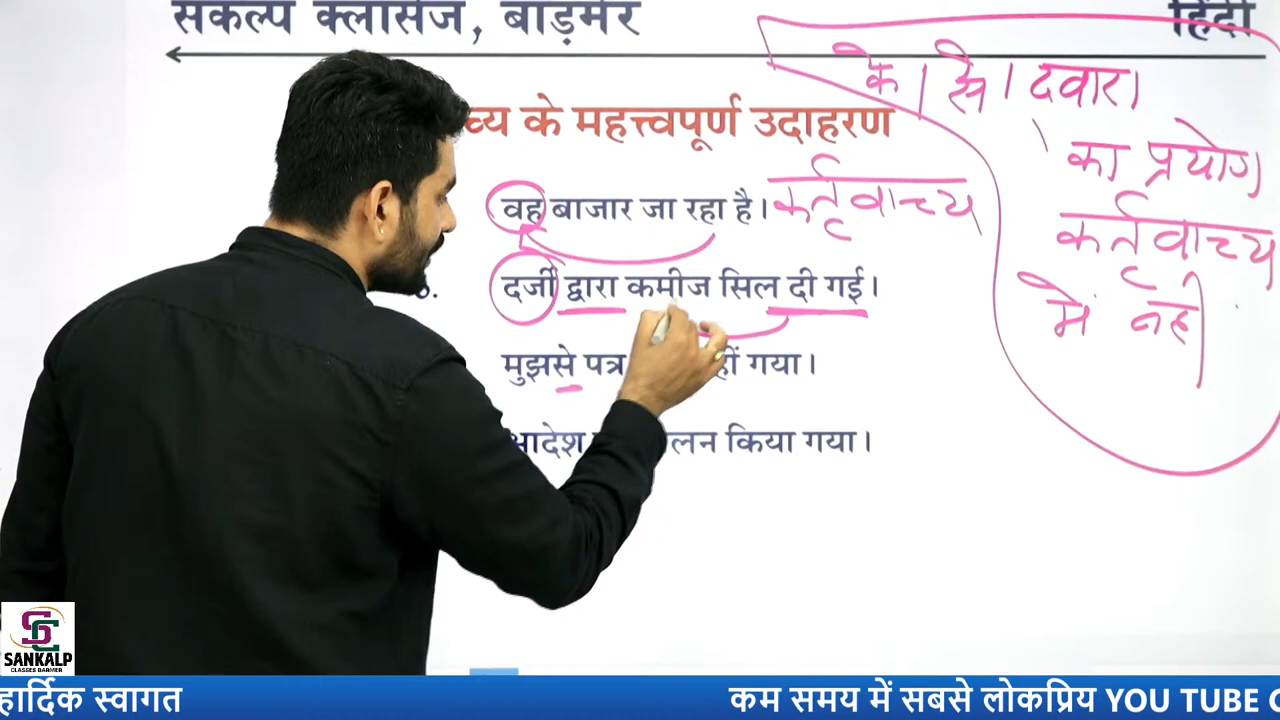 संकल्प क्लासेज, बाड़मेर
हिंदी
के / से / दवारा
का प्रयोग
कर्तृवाच्य
में नही
के महत्त्वपूर्ण उदाहरण
वह बाजार जा रहा है। कर्तृवाच्य
दर्जी द्वारा कमीज सिल दी गई।
मुझसे पत्र गया।
आदेश किया गया।
SANKALP
CLASSES BARMER
हार्दिक स्वागत
कम समय में सबसे लोकप्रिय YOU TUBE